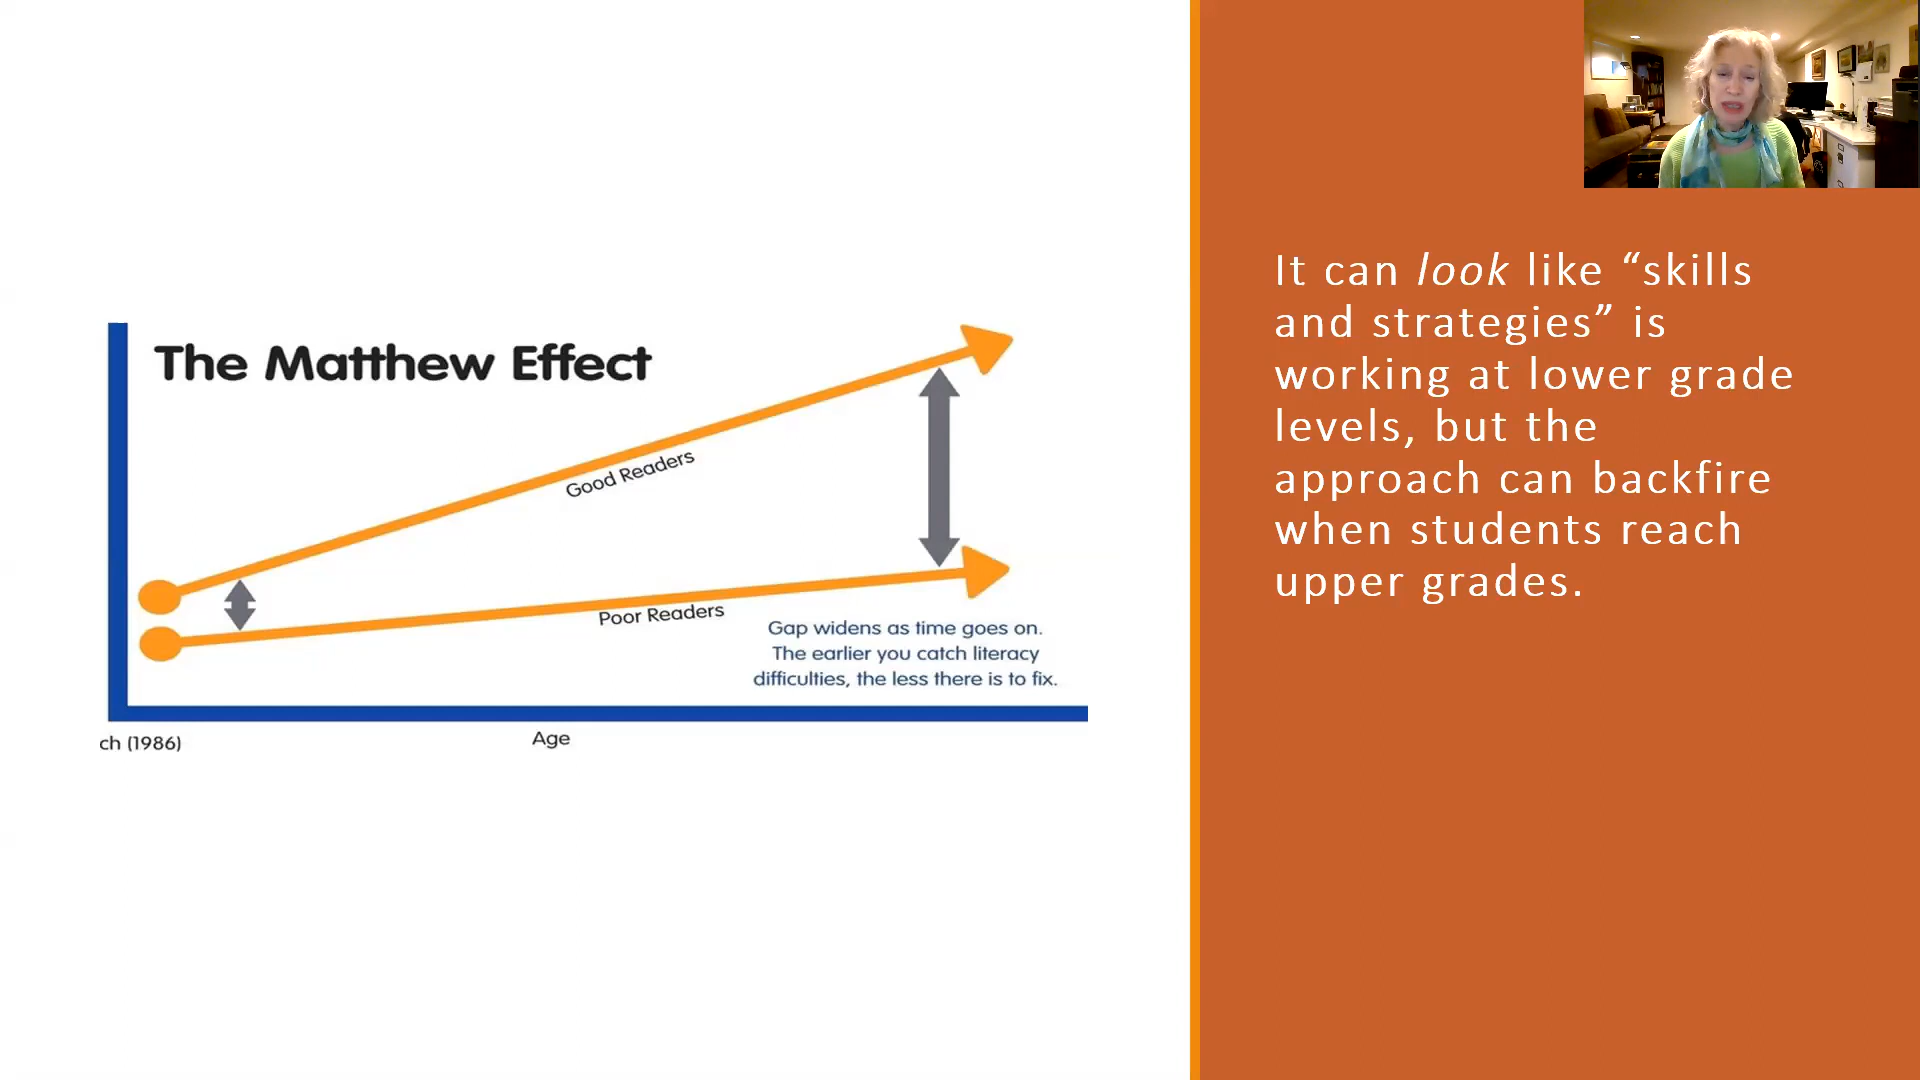 The Matthew Effect
Good Readers
Poor Readers
Gap widens as time goes on.
The earlier you catch literacy
difficulties, the less there is to fix.
ch (1986)
Age
It can look like “skills
and strategies” is
working at lower grade
levels, but the
approach can backfire
when students reach
upper grades.